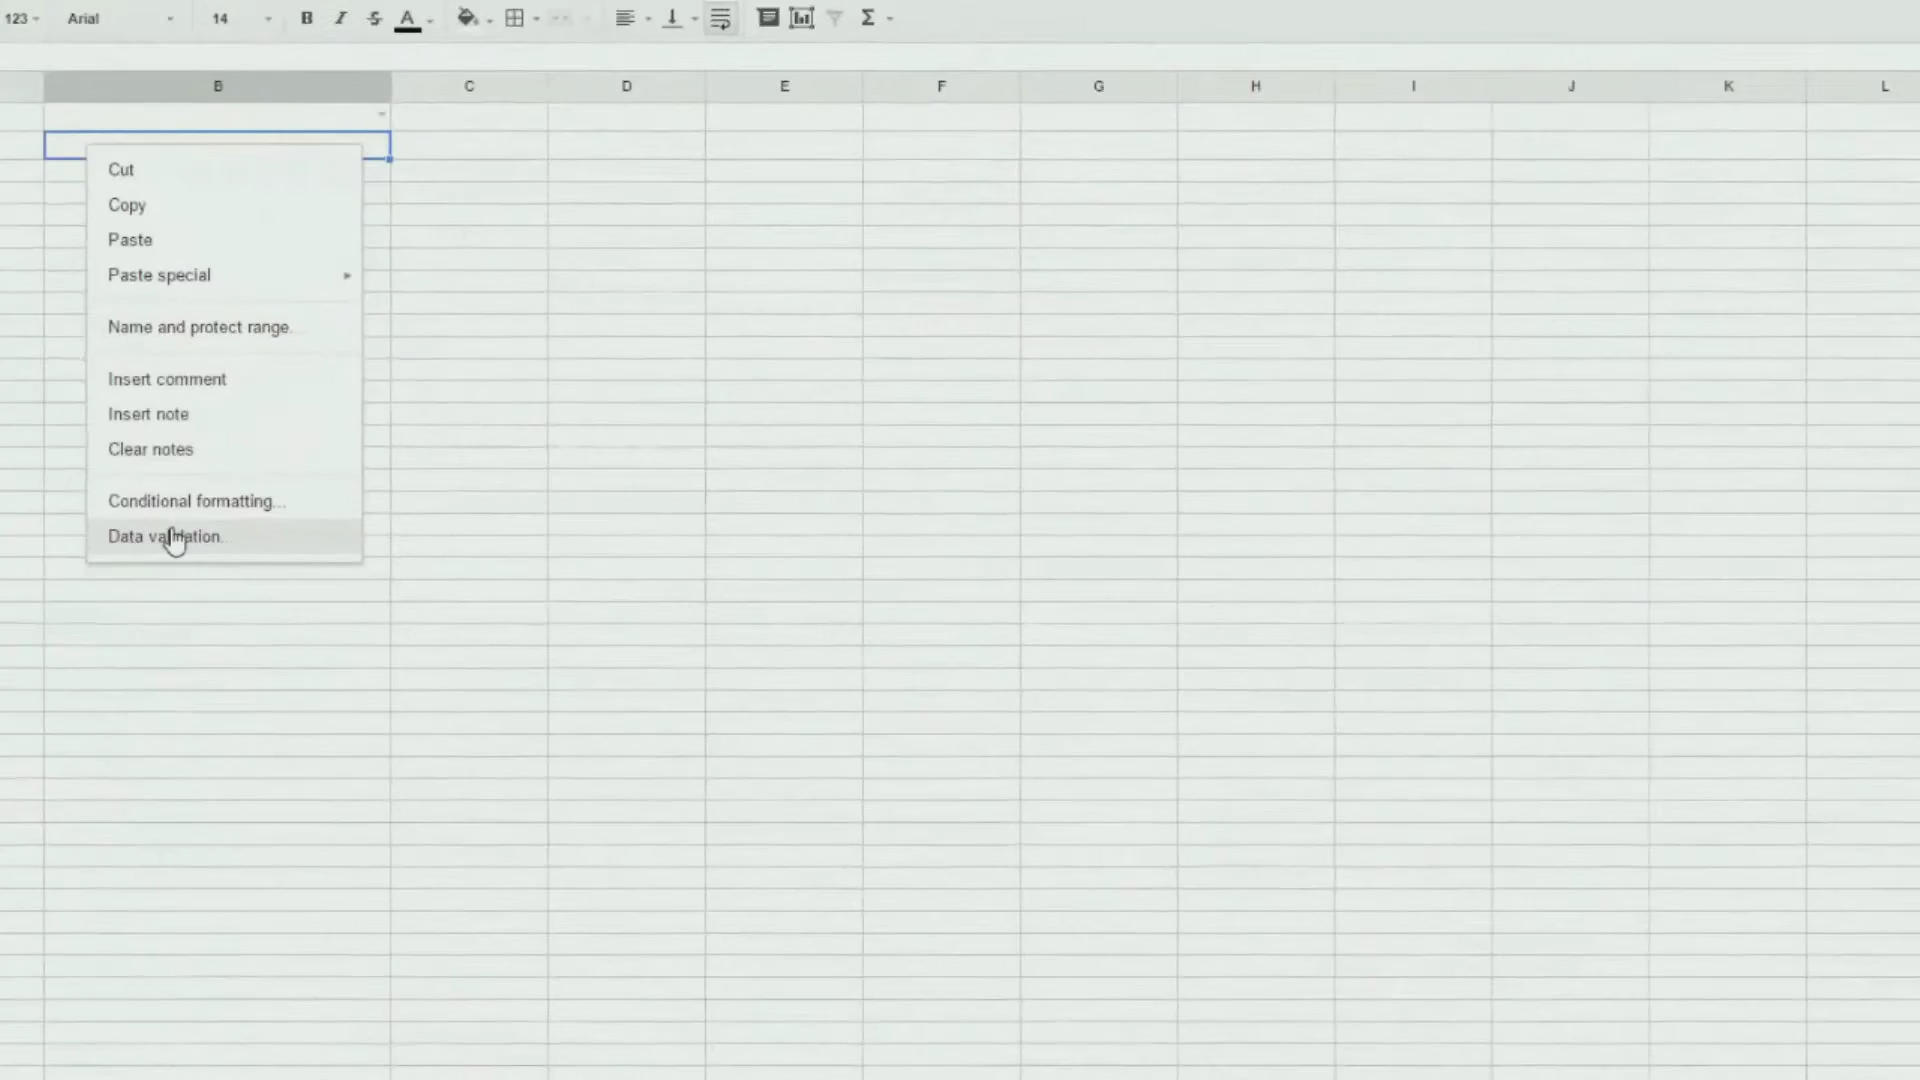 123 Arial 14 B I S A Σ
B C D E F G H I J K L
Cut
Copy
Paste
Paste special
Name and protect range...
Insert comment
Insert note
Clear notes
Conditional formatting...
Data validation...